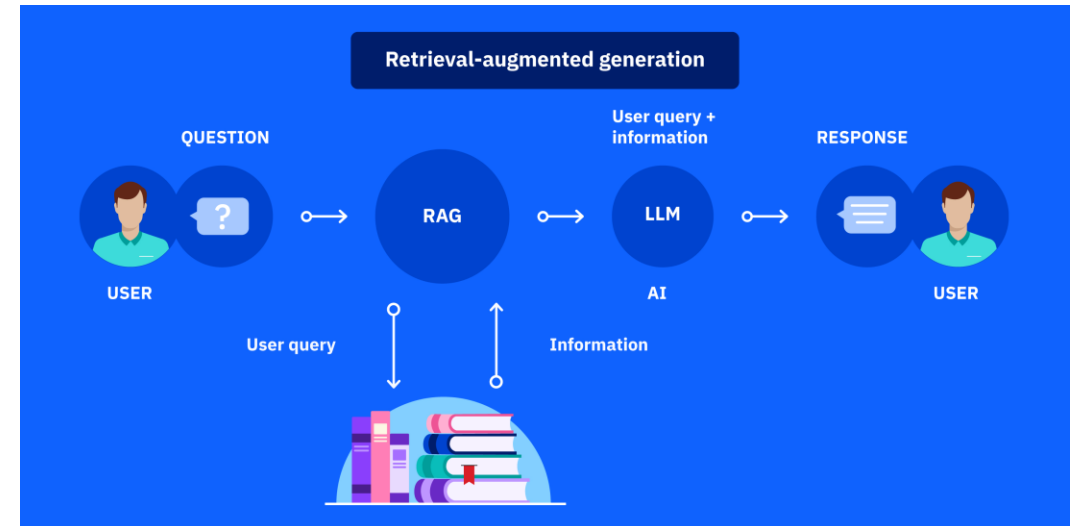 Retrieval-augmented generation
User query +
information
QUESTION
RESPONSE
?
RAG
LLM
USER
AI
USER
User query
Information